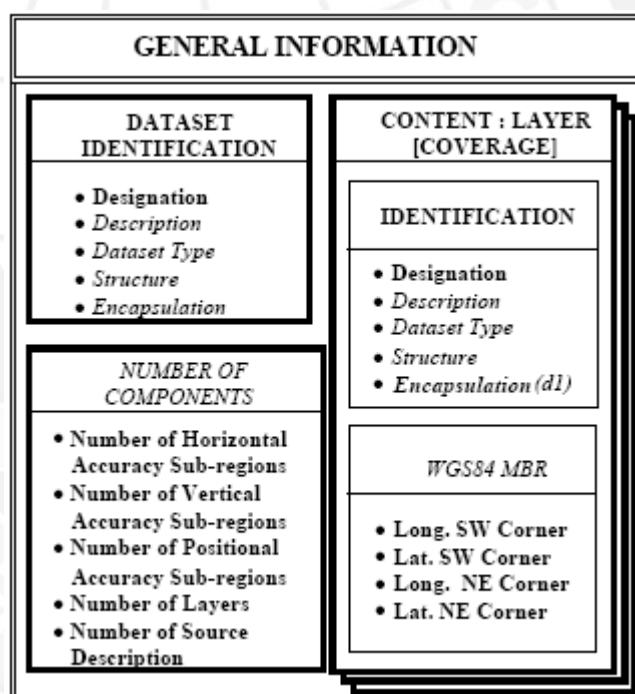 GENERAL INFORMATION
DATASET
IDENTIFICATION
• Designation
• Description
• Dataset Type
• Structure
• Encapsulation
NUMBER OF
COMPONENTS
• Number of Horizontal
Accuracy Sub-regions
• Number of Vertical
Accuracy Sub-regions
• Number of Positional
Accuracy Sub-regions
• Number of Layers
• Number of Source
Description
CONTENT : LAYER
[COVERAGE]
IDENTIFICATION
• Designation
• Description
• Dataset Type
• Structure
• Encapsulation (d1)
WGS84 MBR
• Long. SW Corner
• Lat. SW Corner
• Long. NE Corner
• Lat. NE Corner